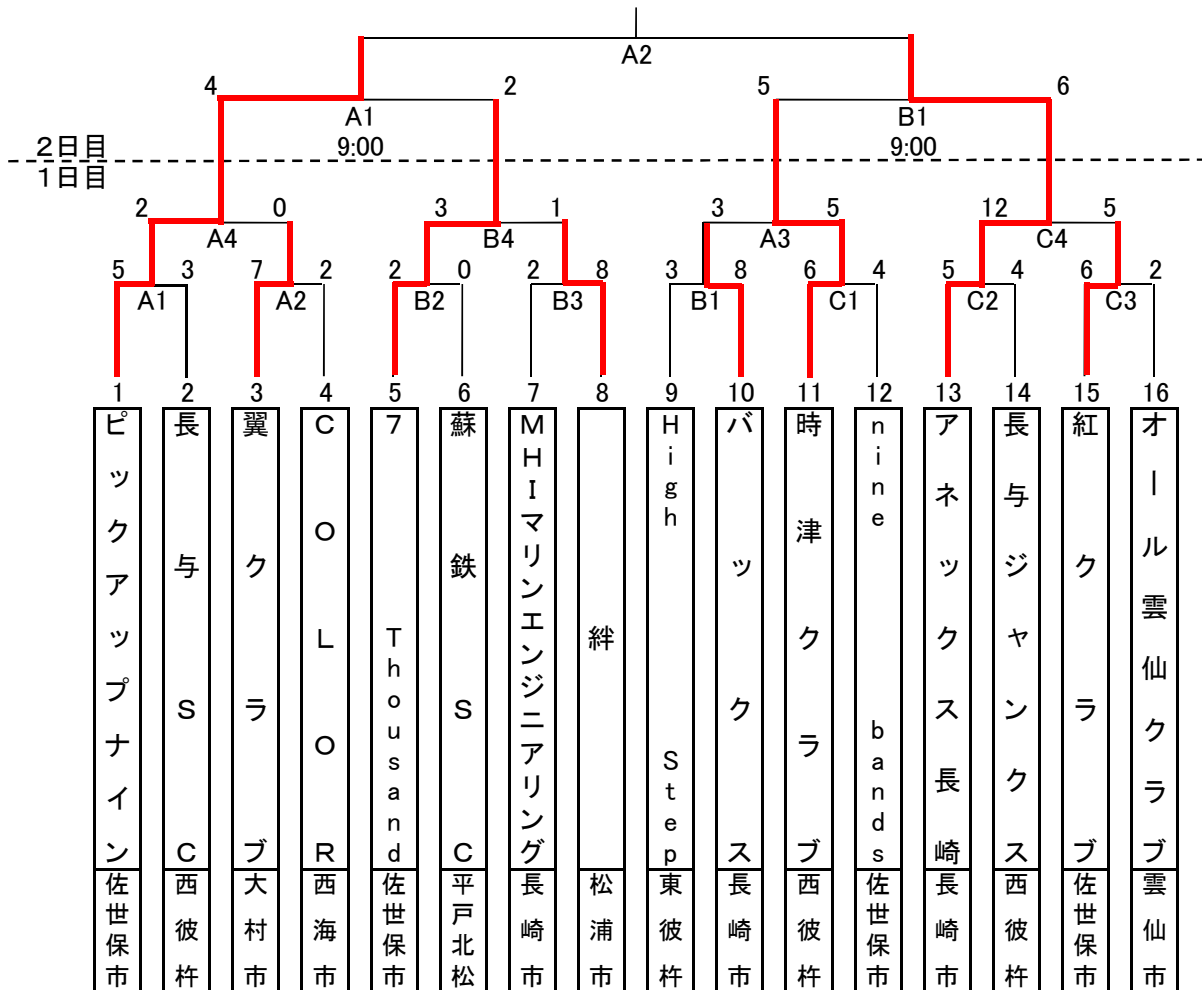 A2
4 2 5 6
A1 B1
2日目 9:00 9:00
1日目
2 0 3 1 3 5 12 5
A4 B4 A3 C4
5 3 7 2 2 0 2 8 3 8 6 4 5 4 6 2
A1 A2 B2 B3 B1 C1 C2 C3
1 2 3 4 5 6 7 8 9 10 11 12 13 14 15 16
ピックアップナイン
長与SC
翼クラブ
COLOR
7 Thousand
蘇鉄SC
MHIマリンエンジニアリング
絆
High Step
バックス
時津クラブ
nine bands
アネックス長崎
長与ジャンクス
紅クラブ
オール雲仙クラブ
佐世保市
西彼杵
大村市
西海市
佐世保市
平戸北松
長崎市
松浦市
東彼杵
長崎市
西彼杵
佐世保市
長崎市
西彼杵
佐世保市
雲仙市